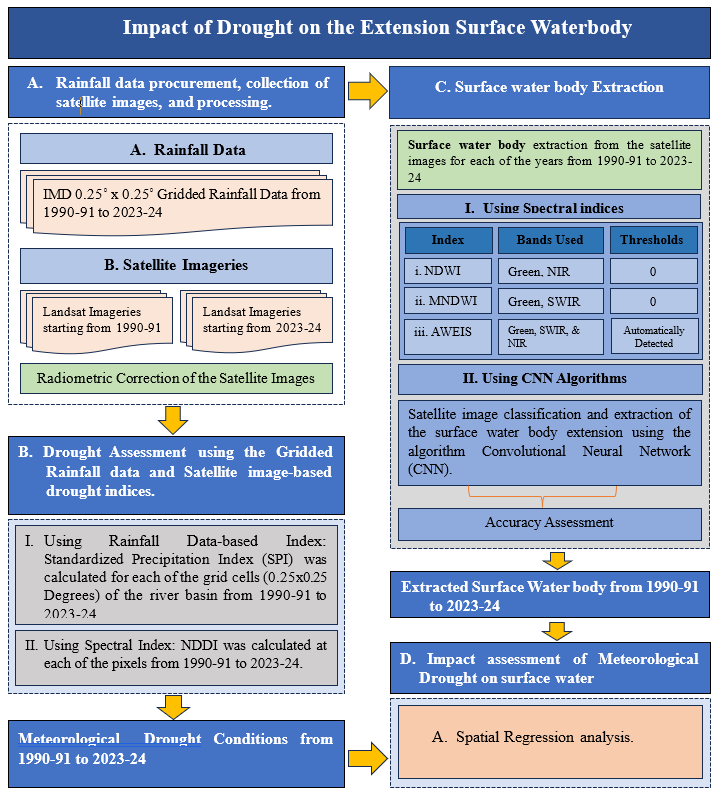 Impact of Drought on the Extension Surface Waterbody
A. Rainfall data procurement, collection of
satellite images, and processing.
A. Rainfall Data
IMD 0.25° x 0.25° Gridded Rainfall Data from
1990-91 to 2023-24
B. Satellite Imageries
Landsat Imageries
starting from 1990-91
Landsat Imageries
starting from 2023-24
Radiometric Correction of the Satellite Images
B. Drought Assessment using the Gridded
Rainfall data and Satellite image-based
drought indices.
I. Using Rainfall Data-based Index:
Standardized Precipitation Index (SPI) was
calculated for each of the grid cells (0.25x0.25
Degrees) of the river basin from 1990-91 to
2023-24
II. Using Spectral Index: NDDI was calculated at
each of the pixels from 1990-91 to 2023-24.
Meteorological Drought Conditions from
1990-91 to 2023-24
C. Surface water body Extraction
Surface water body extraction from the satellite
images for each of the years from 1990-91 to 2023-
24
I. Using Spectral indices
Index Bands Used Thresholds
i. NDWI Green, NIR 0
ii. MNDWI Green, SWIR 0
iii. AWEIS Green, SWIR, &
NIR
Automatically
Detected
II. Using CNN Algorithms
Satellite image classification and extraction of
the surface water body extension using the
algorithm Convolutional Neural Network
(CNN).
Accuracy Assessment
Extracted Surface Water body from 1990-91
to 2023-24
D. Impact assessment of Meteorological
Drought on surface water
A. Spatial Regression analysis.